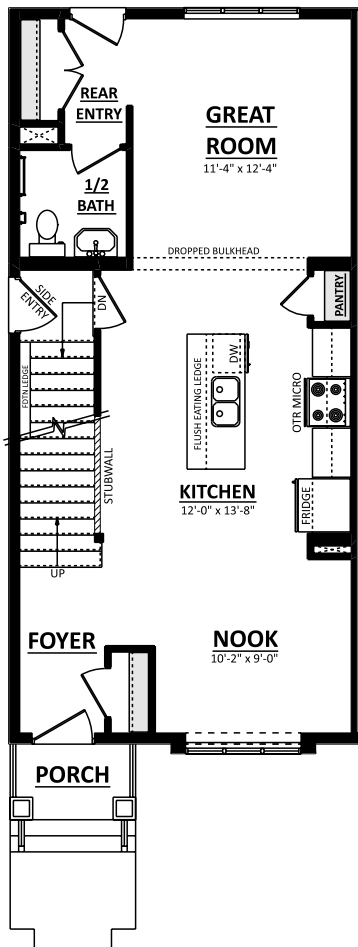 REAR
ENTRY
GREAT
ROOM
11'-4" x 12'-4"
1/2
BATH
DROPPED BULKHEAD
SIDE
ENTRY
DN
PANTRY
FDTN LEDGE
FLUSH EATING LEDGE
DW
OTR MICRO
STUBWALL
KITCHEN
12'-0" x 13'-8"
FRIDGE
UP
FOYER
NOOK
10'-2" x 9'-0"
PORCH